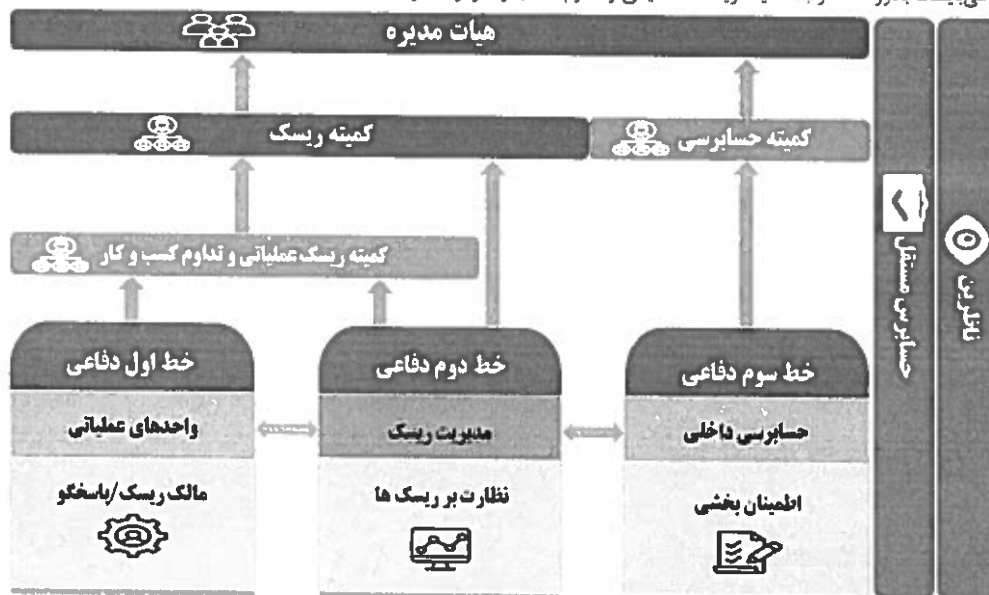 هیات مدیره
کمیته ریسک
کمیته حسابرسی
کمیته ریسک عملیاتی و تداوم کسب و کار
خط اول دفاعی
خط دوم دفاعی
خط سوم دفاعی
واحدهای عملیاتی
مدیریت ریسک
حسابرسی داخلی
مالک ریسک/پاسخگو
نظارت بر ریسک ها
اطمینان بخشی
حسابرس مستقل
ناظرین